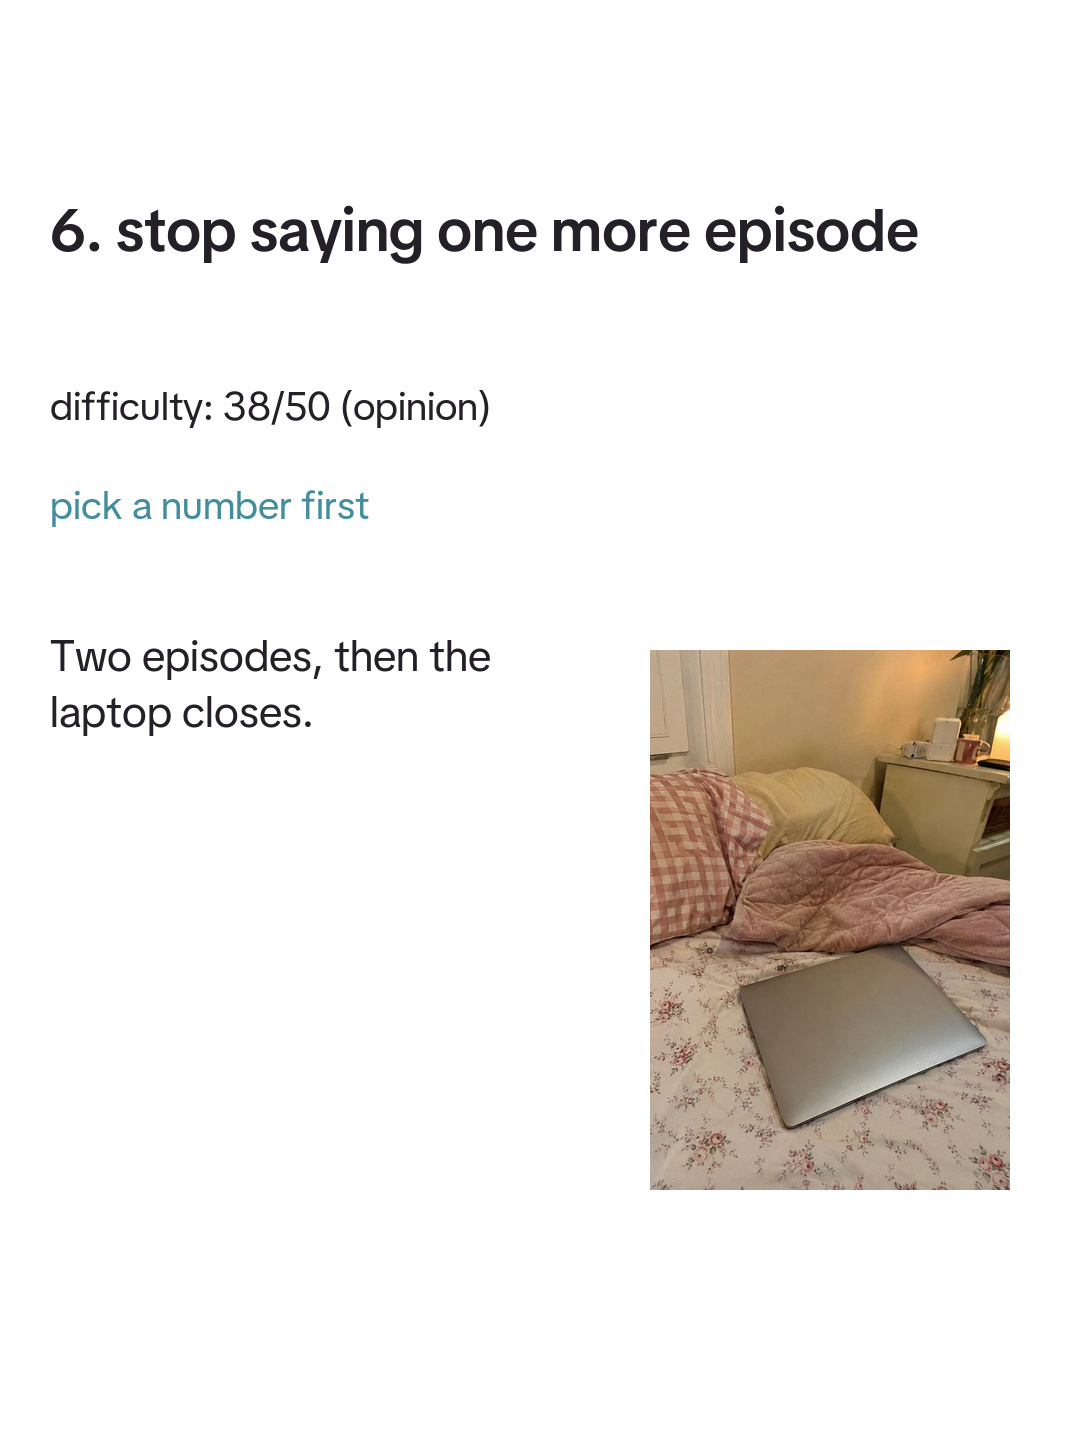 6. stop saying one more episode
difficulty: 38/50 (opinion)
pick a number first
Two episodes, then the
laptop closes.